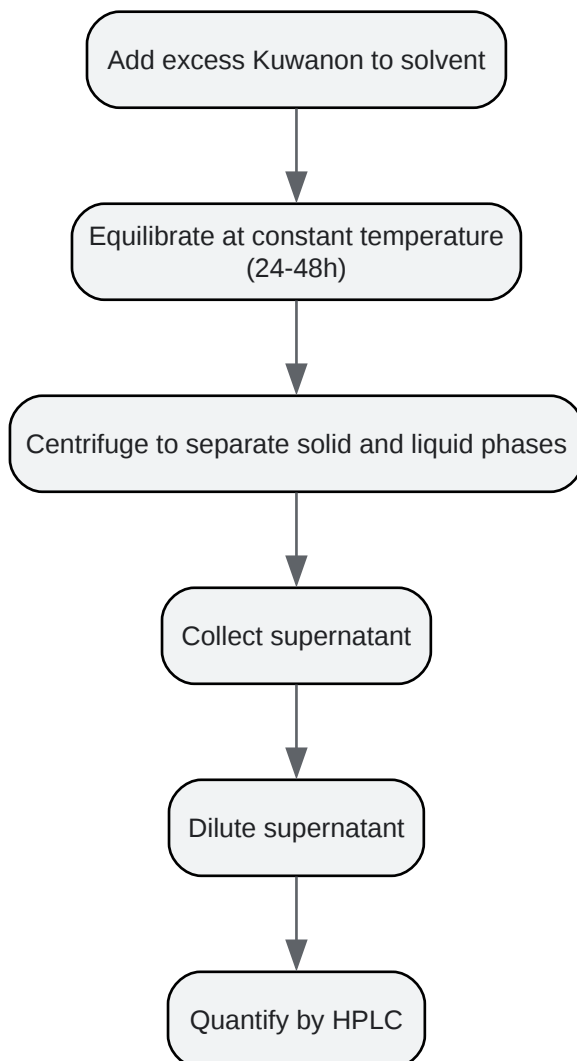 Add excess Kuwanon to solvent
Equilibrate at constant temperature
(24-48h)
Centrifuge to separate solid and liquid phases
Collect supernatant
Dilute supernatant
Quantify by HPLC